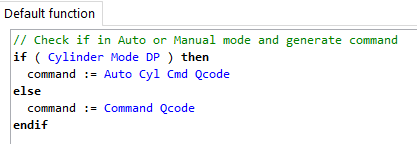 Default function
// Check if in Auto or Manual mode and generate command
if ( Cylinder Mode DP ) then
  command := Auto Cyl Cmd Qcode
else
  command := Command Qcode
endif